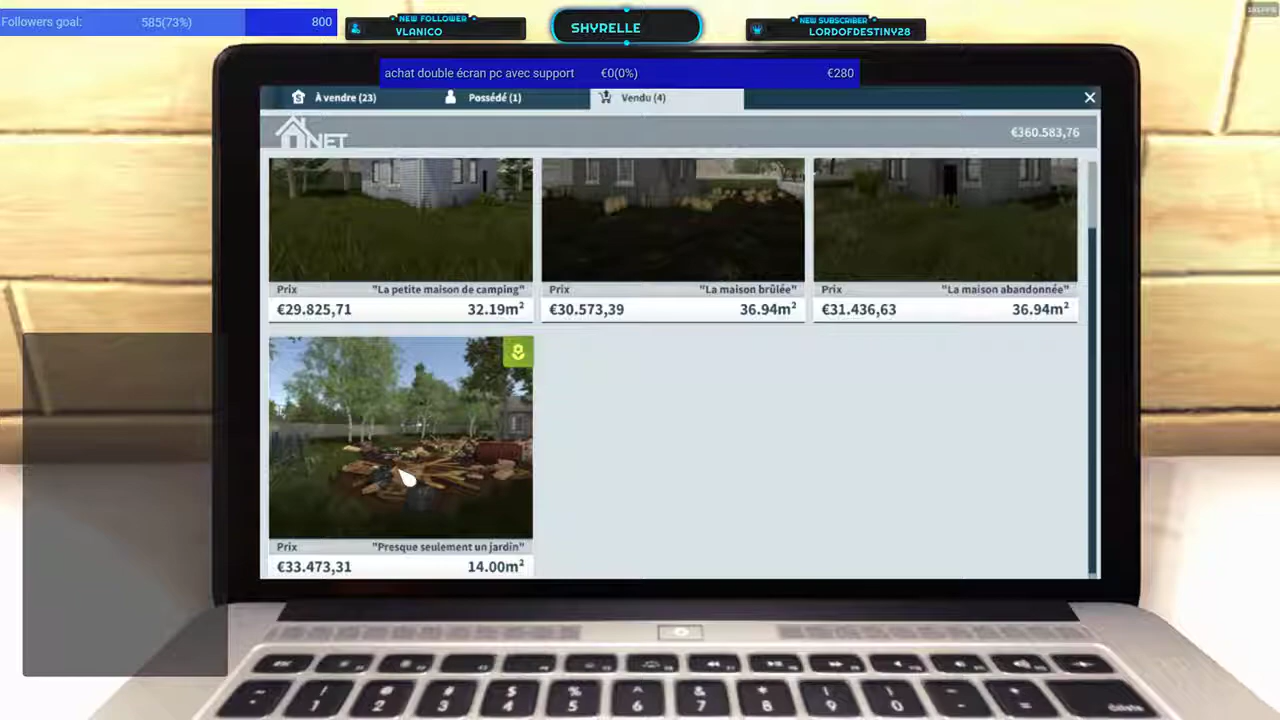 Followers goal: 585(73%) 800
NEW FOLLOWER
VLANICO
SHYRELLE
NEW SUBSCRIBER
LORDOFDESTINY28
achat double écran pc avec support €0(0%) €280
À vendre (23) Possédé (1) Vendu (4)
NET €360.583,76
Prix "La petite maison de camping"
€29.825,71 32.19m²
Prix "La maison brûlée"
€30.573,39 36.94m²
Prix "La maison abandonnée"
€31.436,63 36.94m²
Prix "Presque seulement un jardin"
€33.473,31 14.00m²